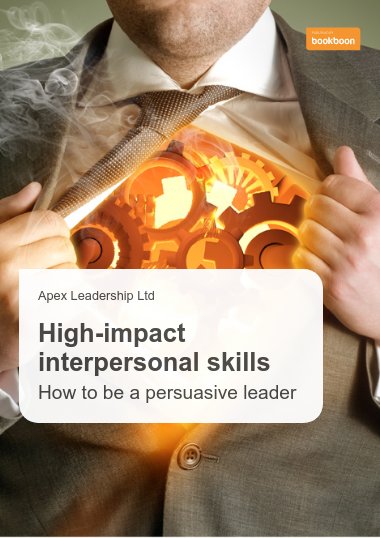 bookboon
Apex Leadership Ltd
High-impact
interpersonal skills
How to be a persuasive leader